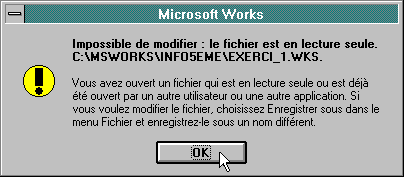 Microsoft Works
Impossible de modifier : le fichier est en lecture seule.
C:\MSWORKS\INFO5EME\EXERCI_1.WKS.
Vous avez ouvert un fichier qui est en lecture seule ou est déjà
été ouvert par un autre utilisateur ou une autre application. Si
vous voulez modifier le fichier, choisissez Enregistrer sous dans le
menu Fichier et enregistrez-le sous un nom différent.
OK